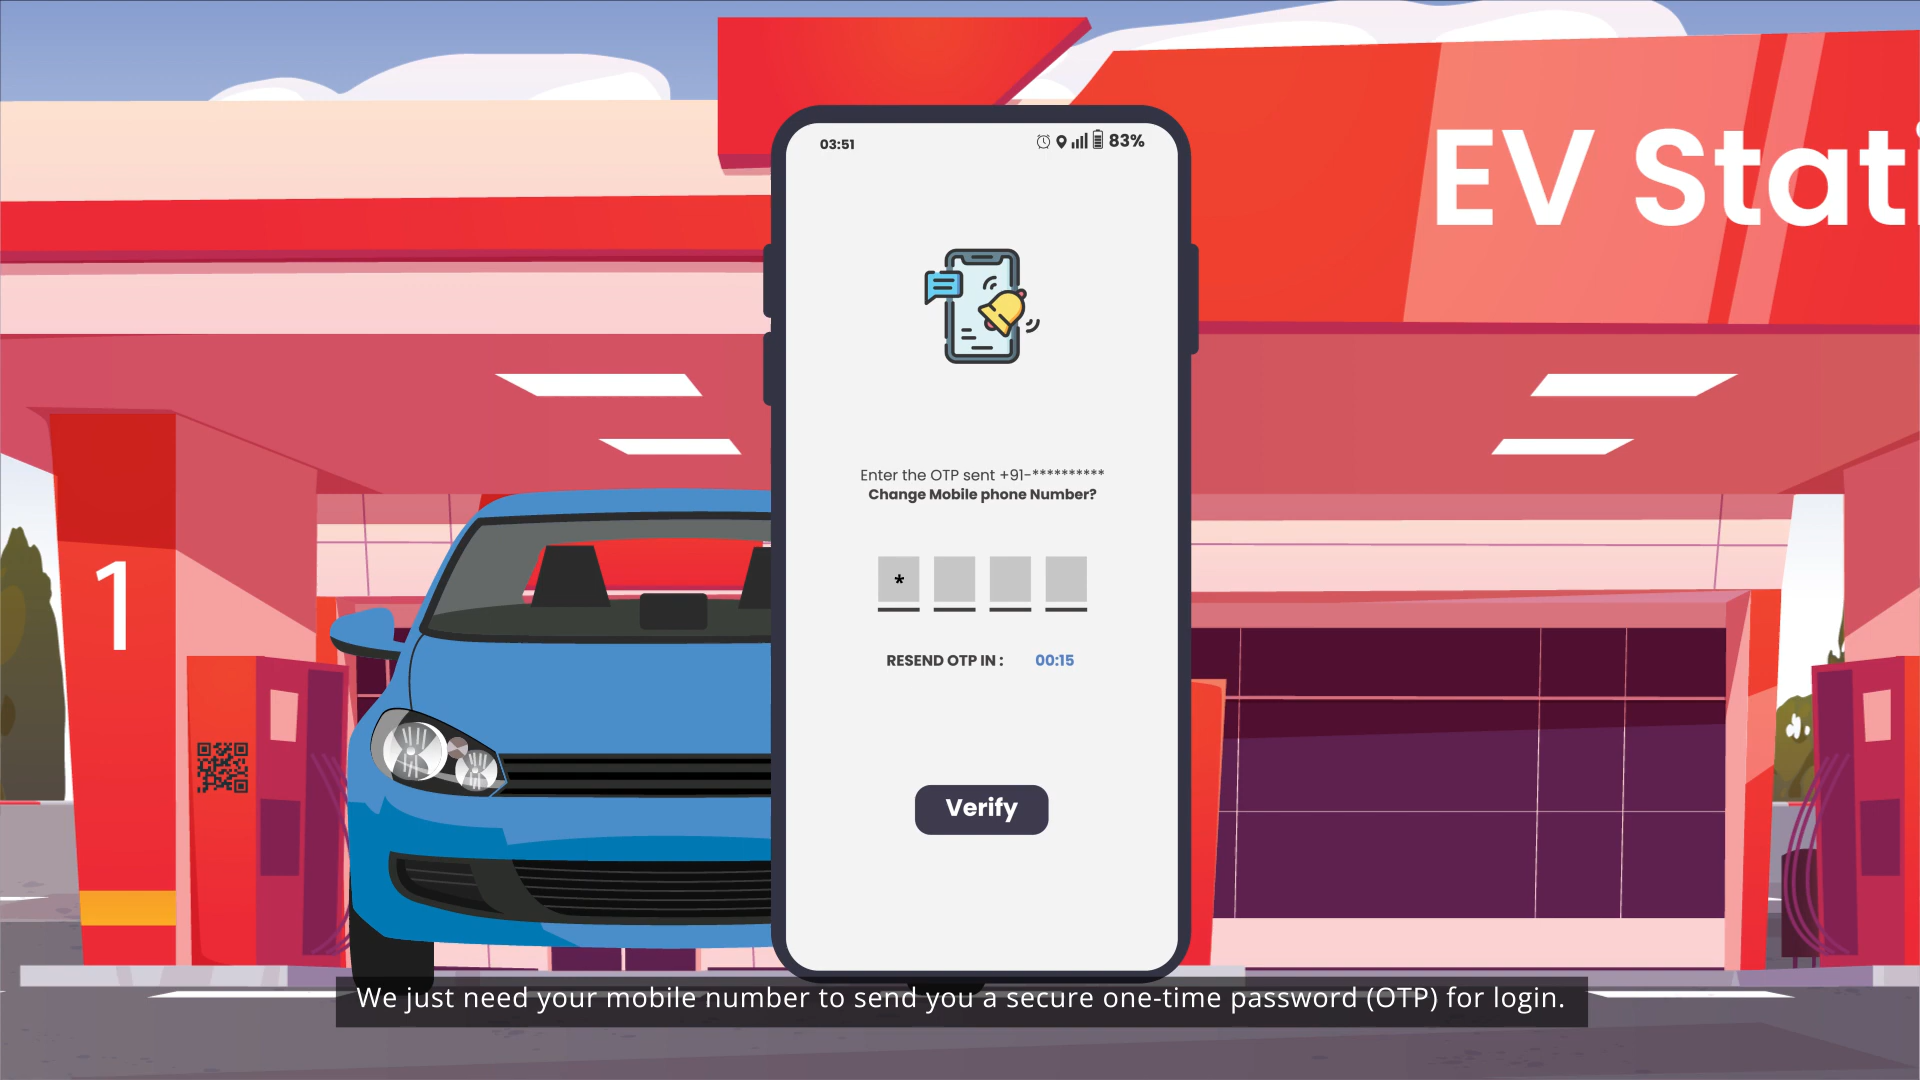 EV Stati
03:51
83%
Enter the OTP sent +91-**********
Change Mobile phone Number?
*
RESEND OTP IN : 00:15
1
Verify
We just need your mobile number to send you a secure one-time password (OTP) for login.